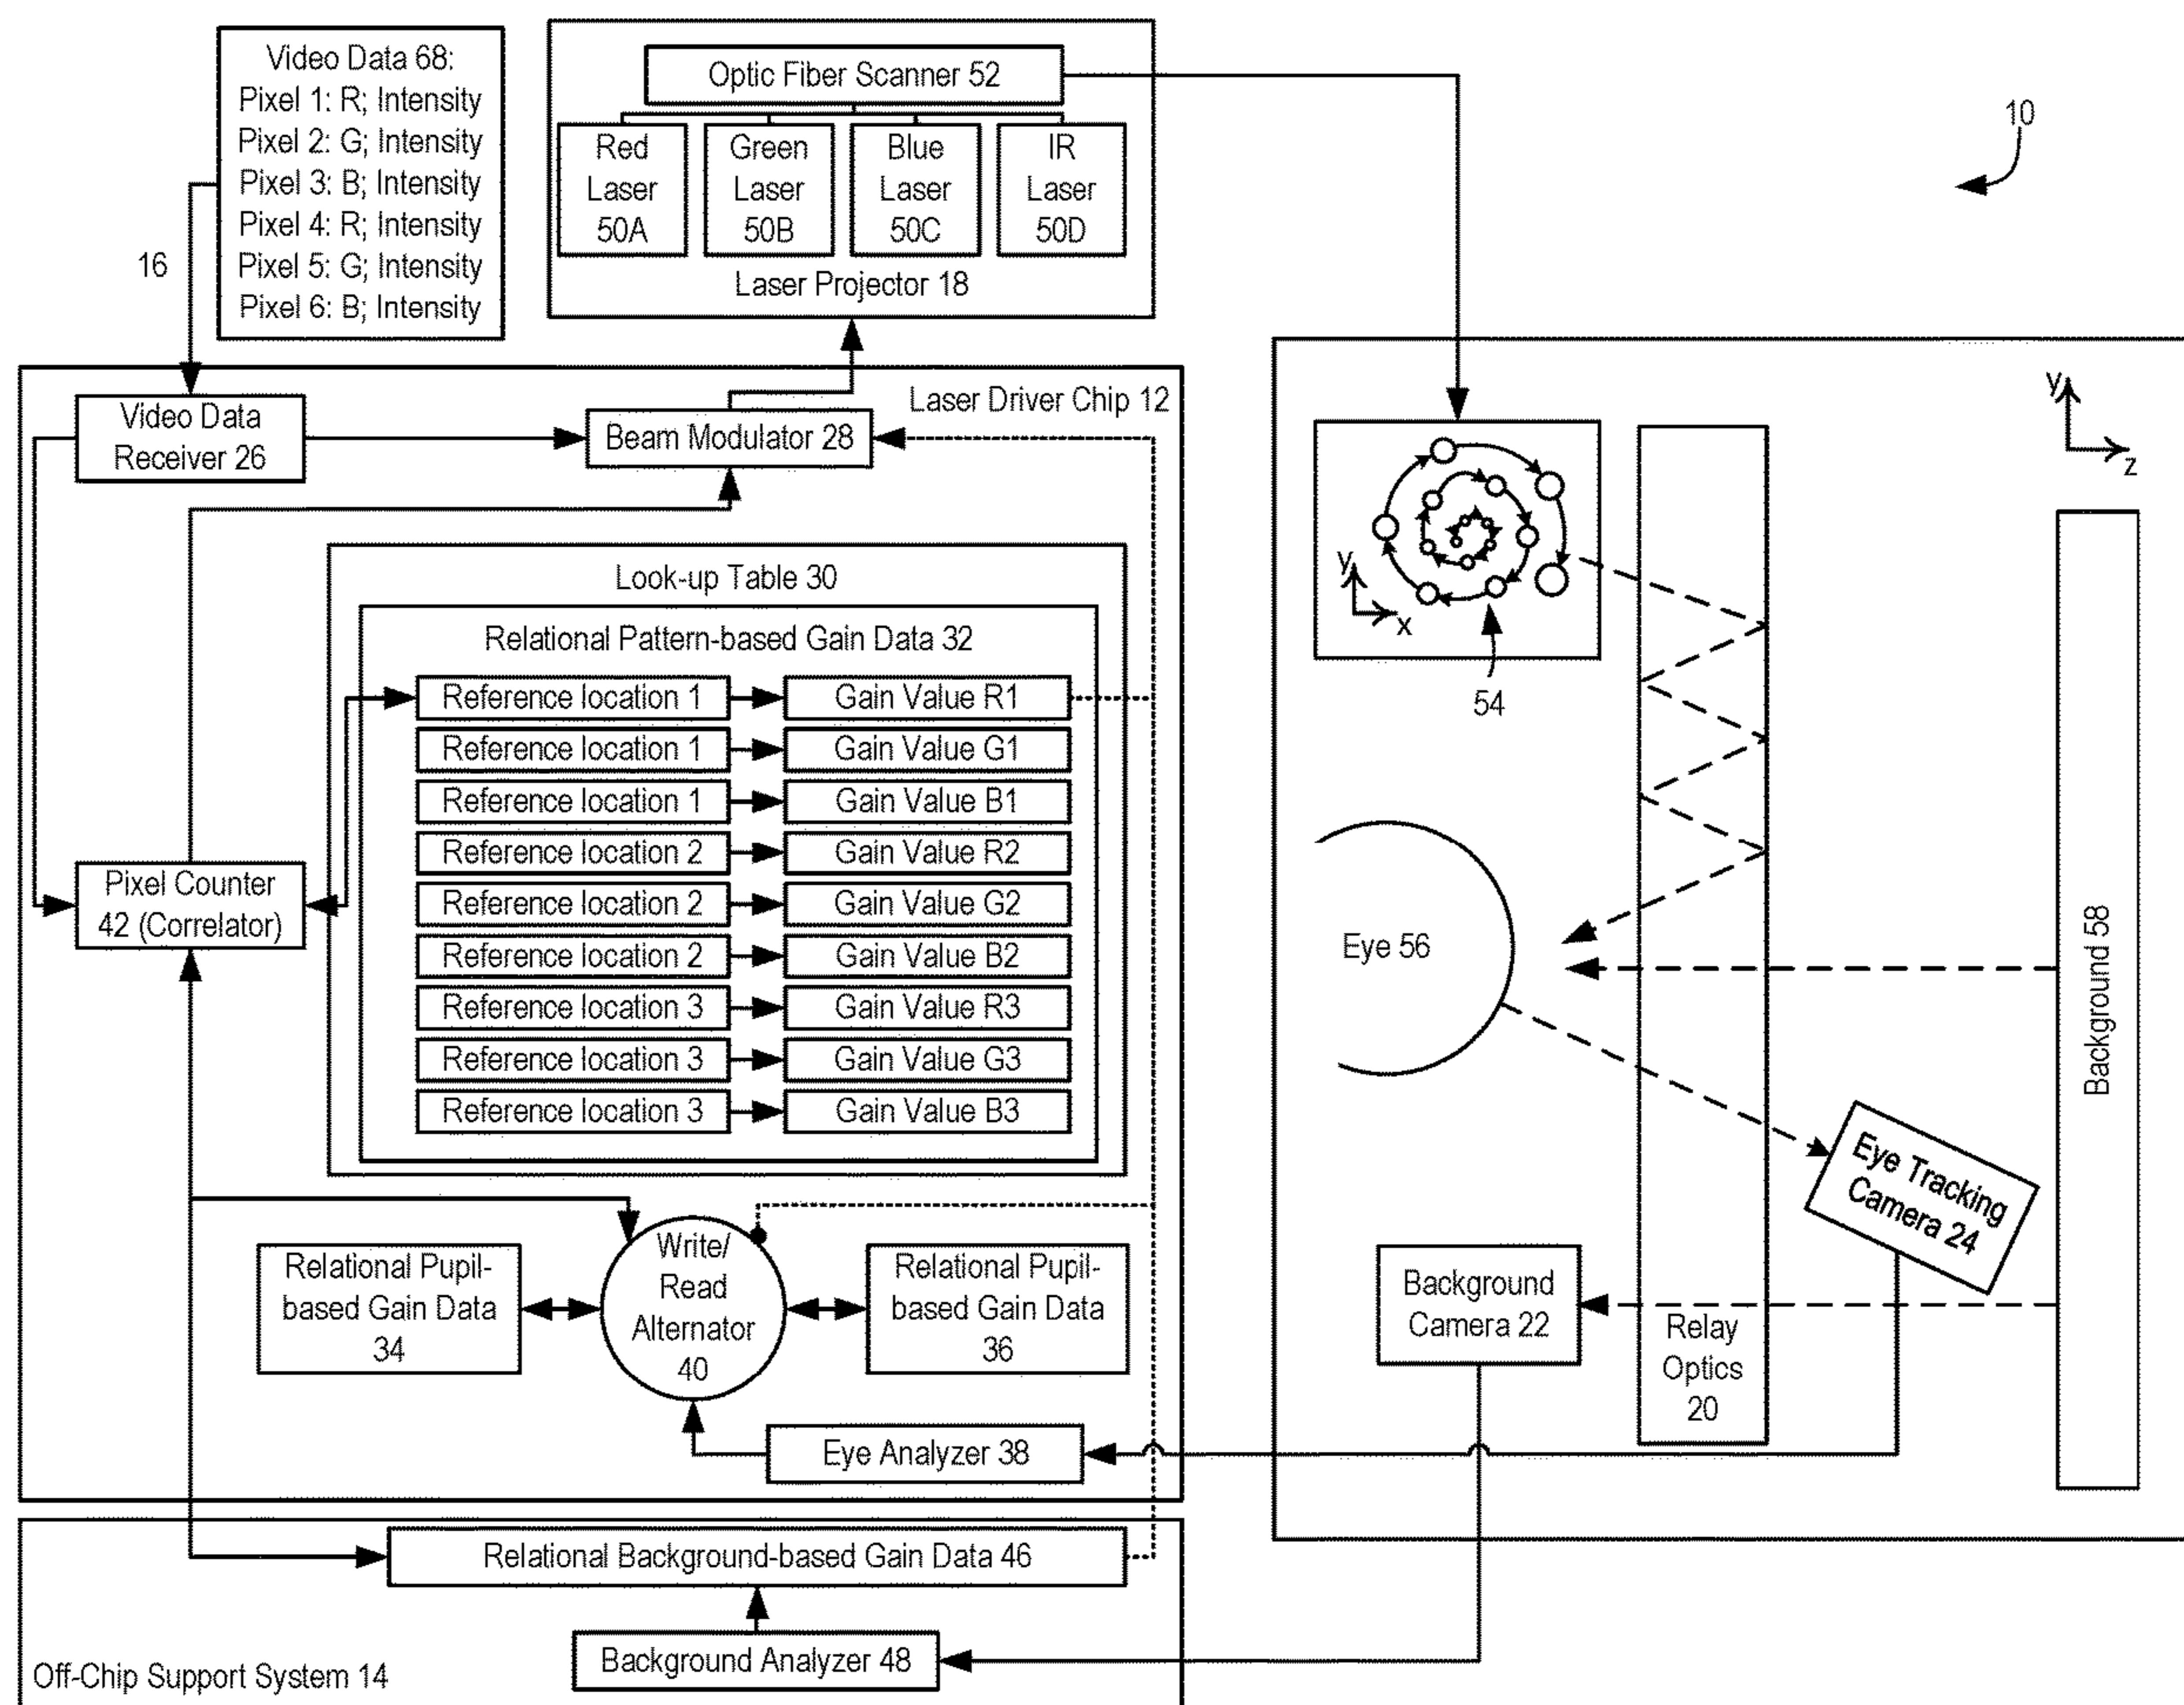 Video Data 68:
Pixel 1: R; Intensity
Pixel 2: G; Intensity
Pixel 3: B; Intensity
Pixel 4: R; Intensity
Pixel 5: G; Intensity
Pixel 6: B; Intensity
16
Optic Fiber Scanner 52
Red
Laser
50A
Green
Laser
50B
Blue
Laser
50C
IR
Laser
50D
Laser Projector 18
10
Laser Driver Chip 12
Video Data
Receiver 26
Beam Modulator 28
Look-up Table 30
Relational Pattern-based Gain Data 32
Reference location 1
Gain Value R1
Reference location 1
Gain Value G1
Reference location 1
Gain Value B1
Reference location 2
Gain Value R2
Reference location 2
Gain Value G2
Reference location 2
Gain Value B2
Reference location 3
Gain Value R3
Reference location 3
Gain Value G3
Reference location 3
Gain Value B3
Pixel Counter
42 (Correlator)
Relational Pupil-
based Gain Data
34
Write/
Read
Alternator
40
Relational Pupil-
based Gain Data
36
Eye Analyzer 38
Relational Background-based Gain Data 46
Background Analyzer 48
Off-Chip Support System 14
y
z
y
x
54
Eye 56
Background 58
Eye Tracking
Camera 24
Background
Camera 22
Relay
Optics
20